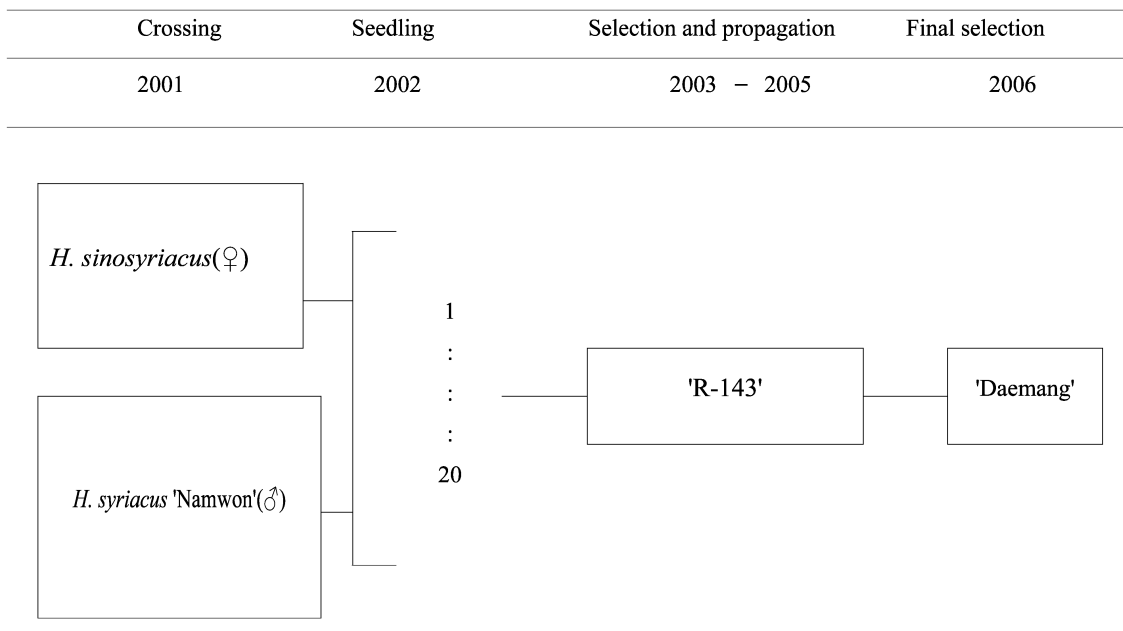 Crossing Seedling Selection and propagation Final selection
2001 2002 2003 – 2005 2006
H. sinosyriacus(♀)
1
:
:
:
20
'R-143'
'Daemang'
H. syriacus 'Namwon'(♂)